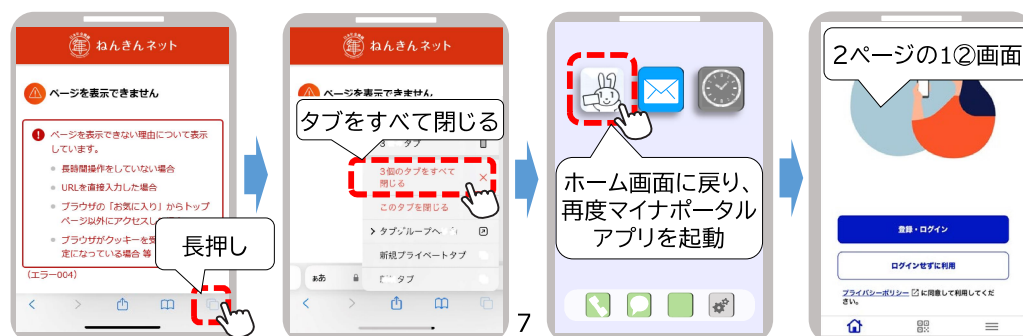 ねんきんネット
ページを表示できません
ページを表示できない理由について表示
しています。
長時間操作をしていない場合
URLを直接入力した場合
ブラウザの「お気に入り」からトップ
ページ以外にアクセスし
ブラウザがクッキーを受
定になっている場合 等
(エラー004)
長押し
ねんきんネット
ページを表示できません
タブをすべて閉じる
タブ
3個のタブをすべて
閉じる
このタブを閉じる
タブグループへ
新規プライベートタブ
タブ
ああ
7
ホーム画面に戻り、
再度マイナポータル
アプリを起動
2ページの1②画面
登録・ログイン
ログインせずに利用
プライバシーポリシー に同意して利用してくだ
さい。